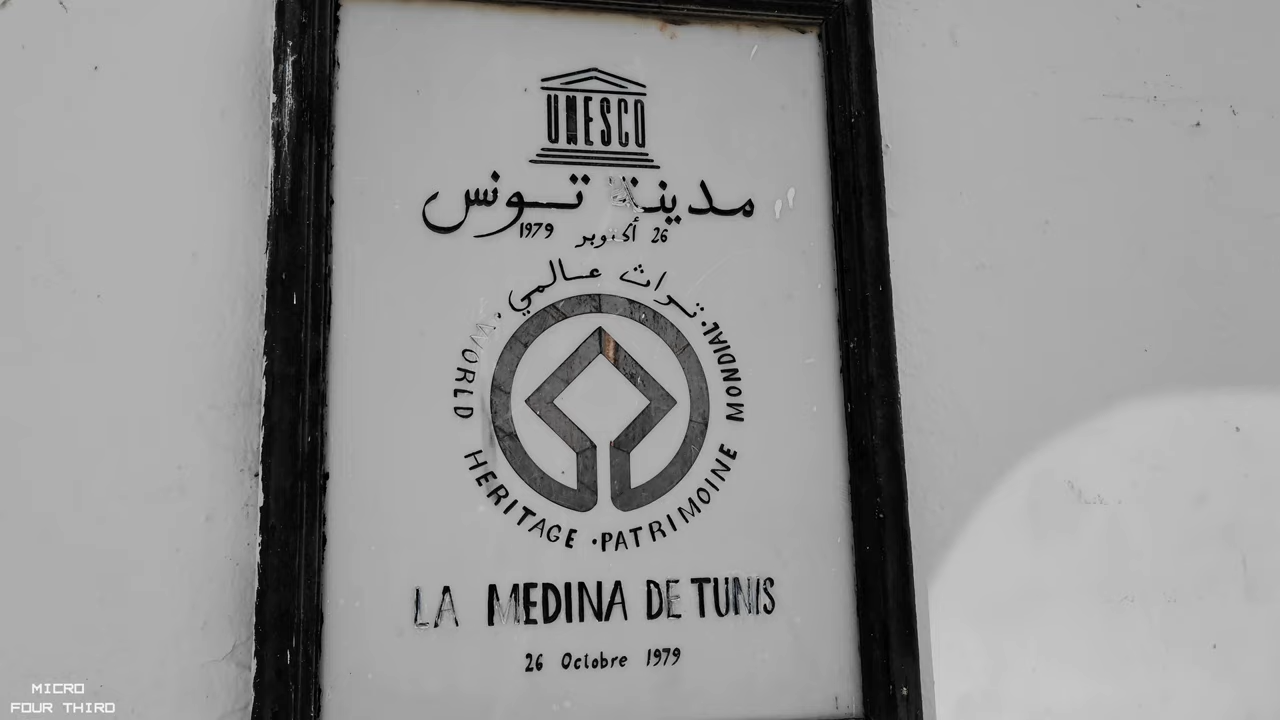 UNESCO
مدينة تونس
26 أكتوبر 1979
تراث عالمي
WORLD HERITAGE · PATRIMOINE MONDIAL ·
LA MEDINA DE TUNIS
26 Octobre 1979
MICRO
FOUR THIRD